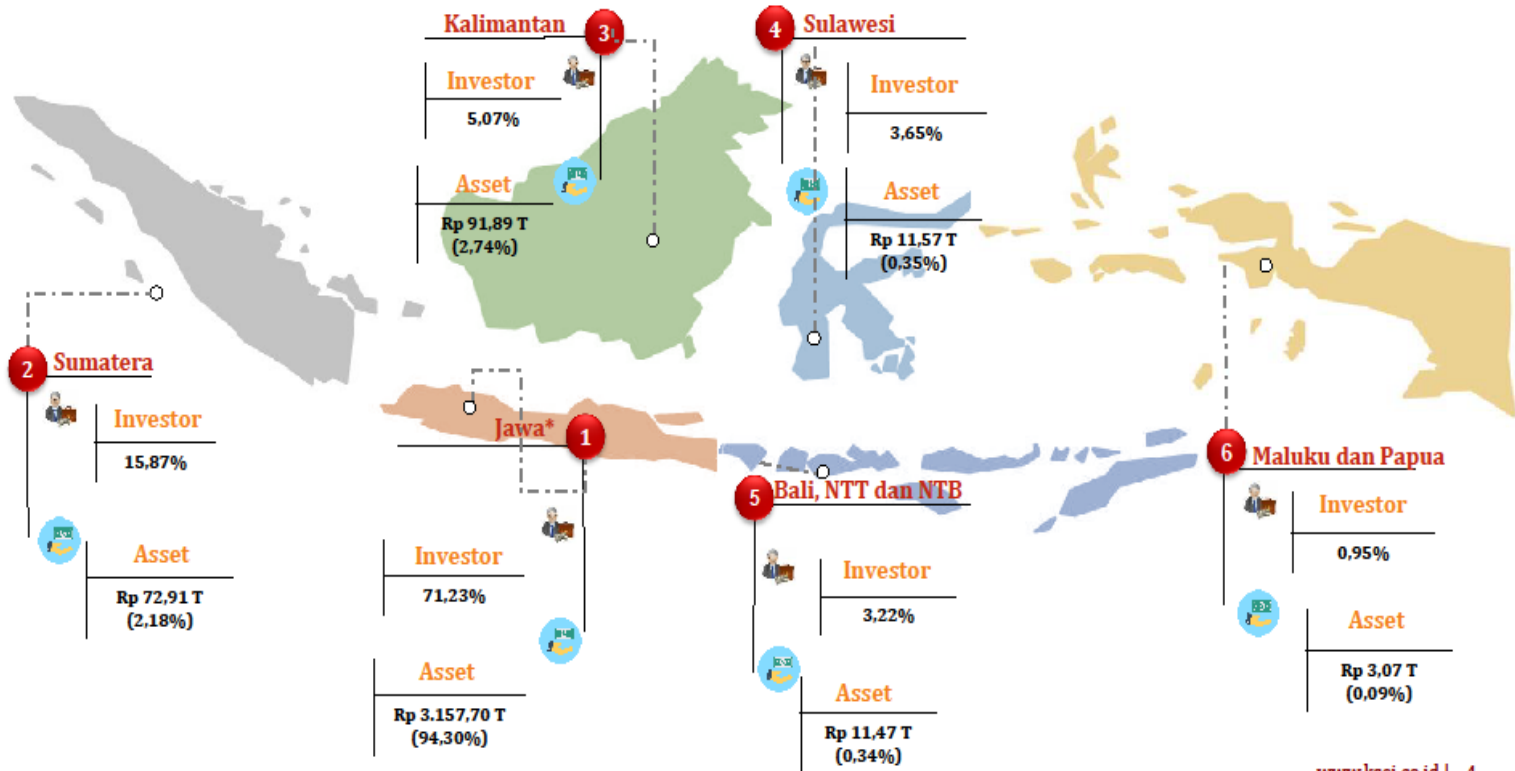 Kalimantan
3
Investor
5,07%
Asset
Rp 91,89 T
(2,74%)
4
Sulawesi
Investor
3,65%
Asset
Rp 11,57 T
(0,35%)
2
Sumatera
Investor
15,87%
Asset
Rp 72,91 T
(2,18%)
Jawa*
1
Investor
71,23%
Asset
Rp 3.157,70 T
(94,30%)
5
Bali, NTT dan NTB
Investor
3,22%
Asset
Rp 11,47 T
(0,34%)
6
Maluku dan Papua
Investor
0,95%
Asset
Rp 3,07 T
(0,09%)